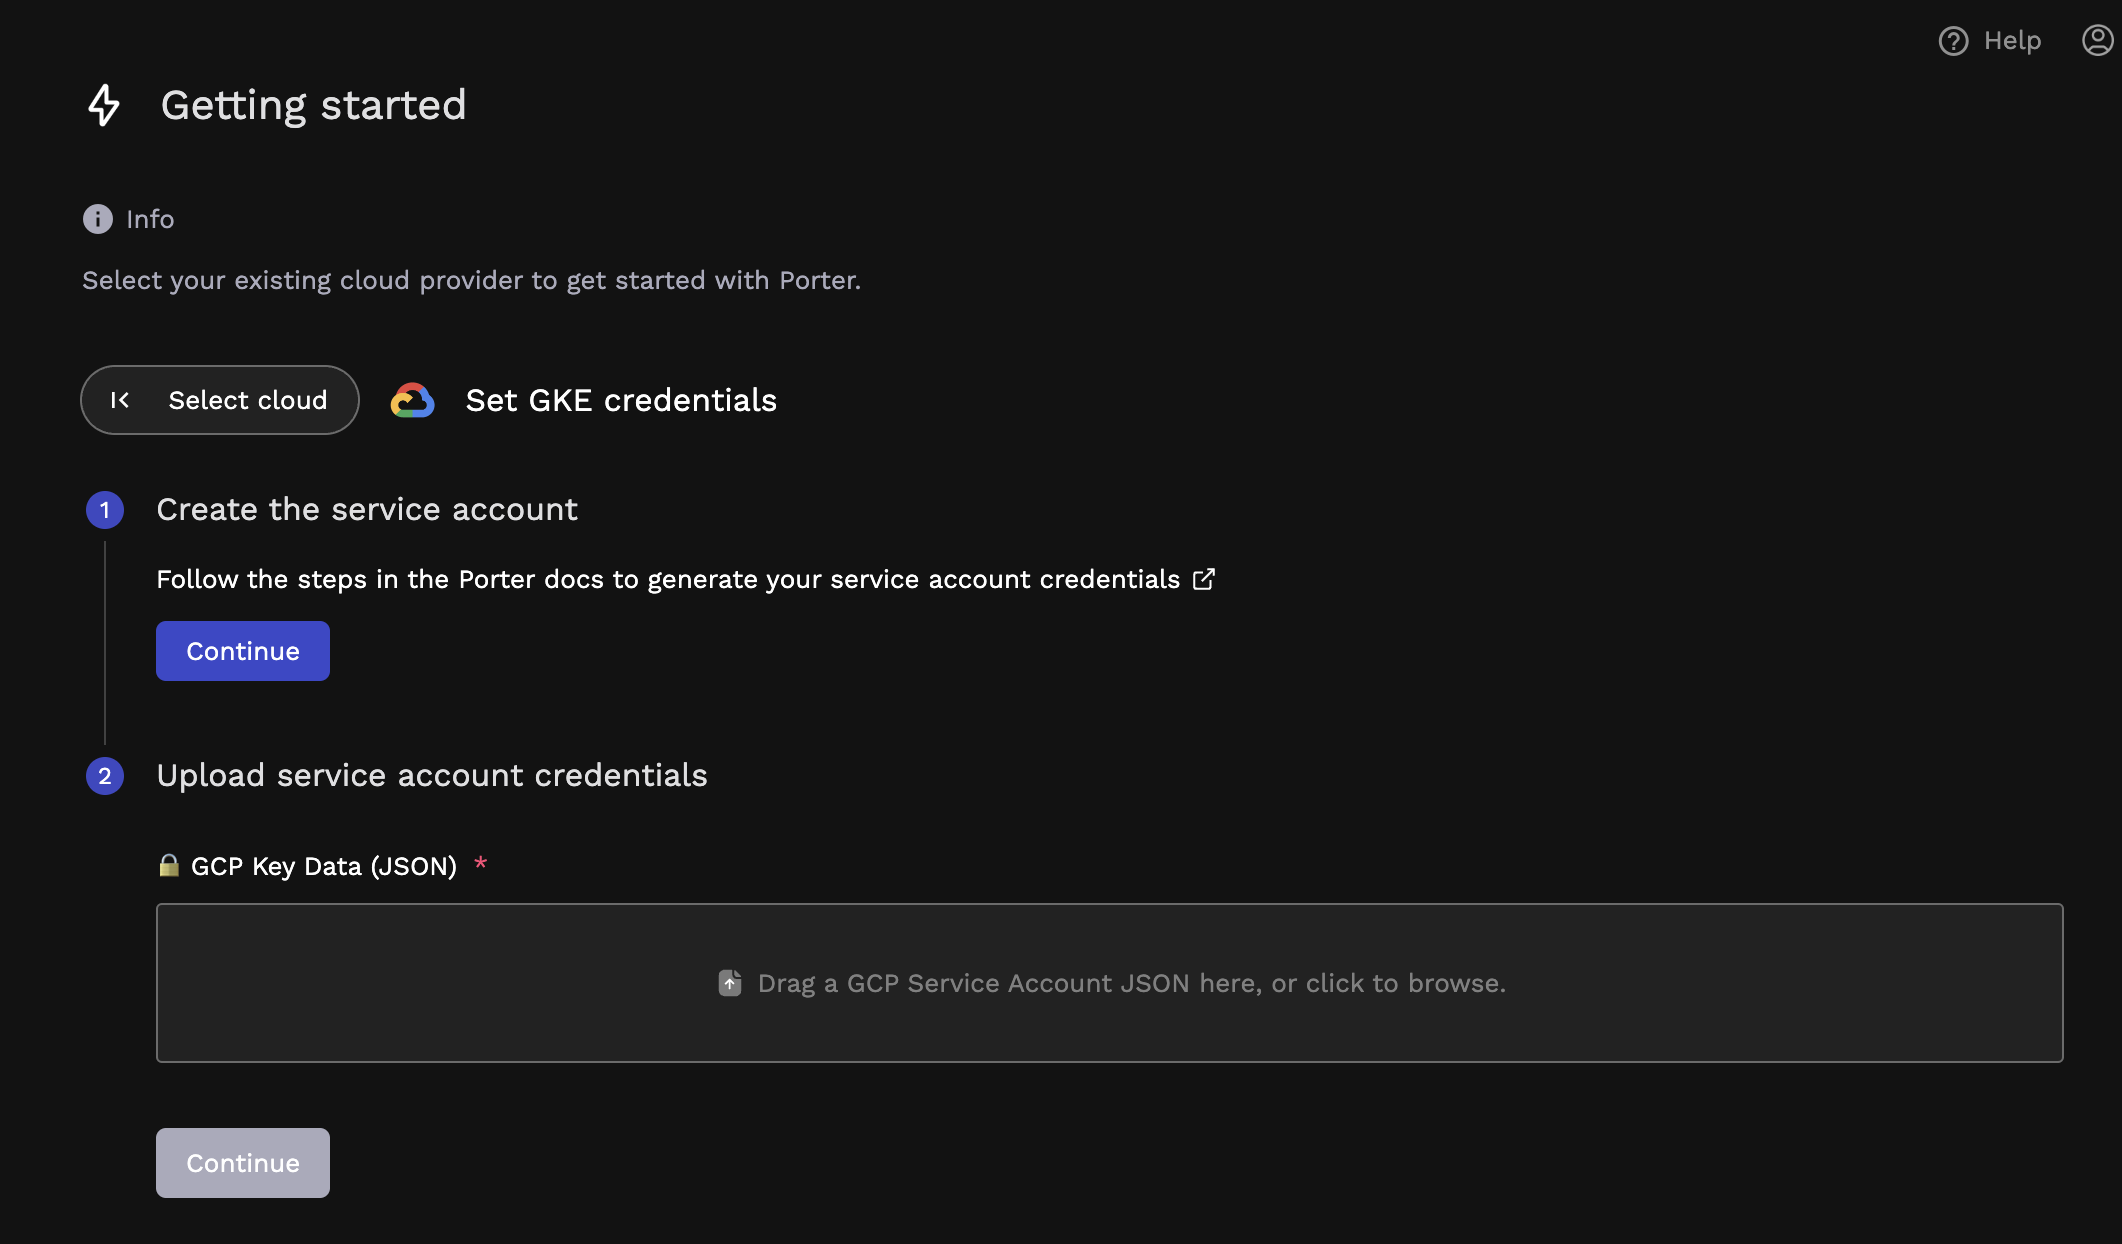 Help
Getting started
Info
Select your existing cloud provider to get started with Porter.
Select cloud
Set GKE credentials
1
Create the service account
Follow the steps in the Porter docs to generate your service account credentials
Continue
2
Upload service account credentials
GCP Key Data (JSON) *
Drag a GCP Service Account JSON here, or click to browse.
Continue